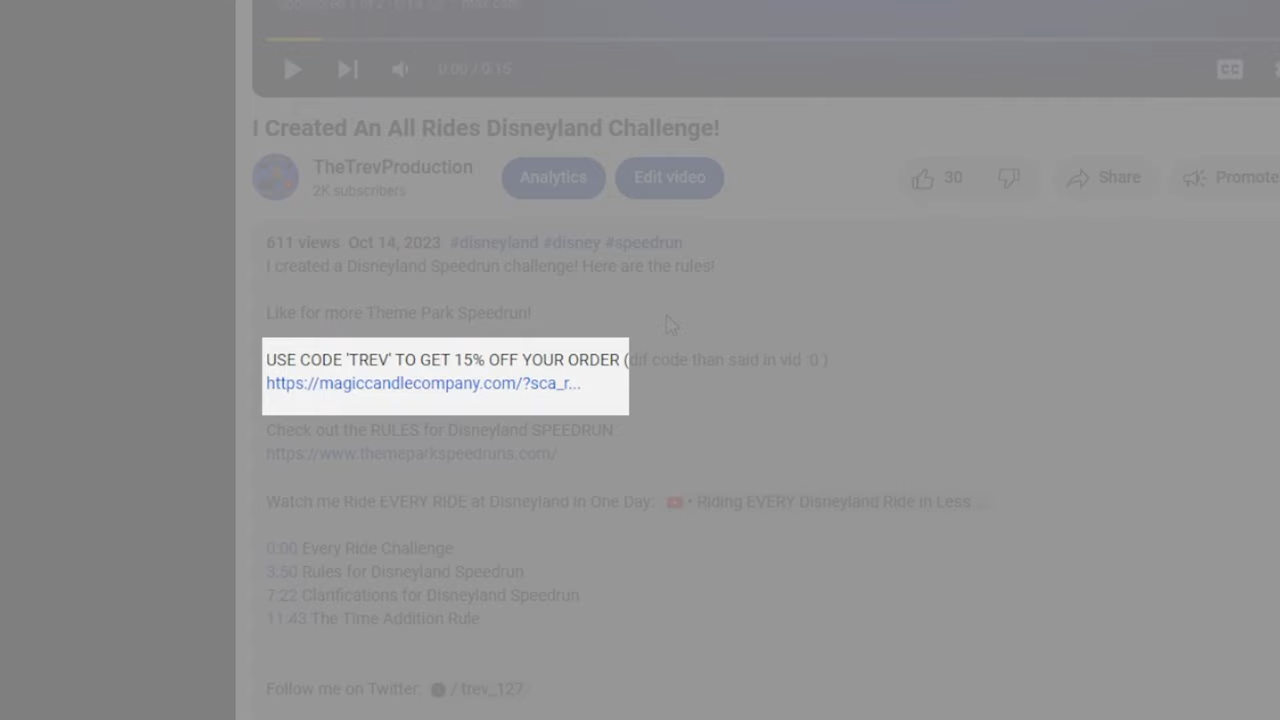 0:00 / 0:15
I Created An All Rides Disneyland Challenge!
TheTrevProduction
2K subscribers
Analytics
Edit video
30
Share
Promote
611 views Oct 14, 2023 #disneyland #disney #speedrun
I created a Disneyland Speedrun challenge! Here are the rules!
Like for more Theme Park Speedrun!
USE CODE 'TREV' TO GET 15% OFF YOUR ORDER (dif code than said in vid :0 )
https://magiccandlecompany.com/?sca_r...
Check out the RULES for Disneyland SPEEDRUN
https://www.themeparkspeedruns.com/
Watch me Ride EVERY RIDE at Disneyland in One Day: • Riding EVERY Disneyland Ride in Less ...
0:00 Every Ride Challenge
3:50 Rules for Disneyland Speedrun
7:22 Clarifications for Disneyland Speedrun
11:43 The Time Addition Rule
Follow me on Twitter: / trev_127